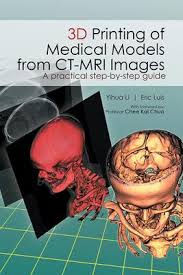 3D Printing of
Medical Models
from CT-MRI Images
A practical step-by-step guide
Yihua Li | Eric Luis
With foreword by
Professor Chee Kai Chua